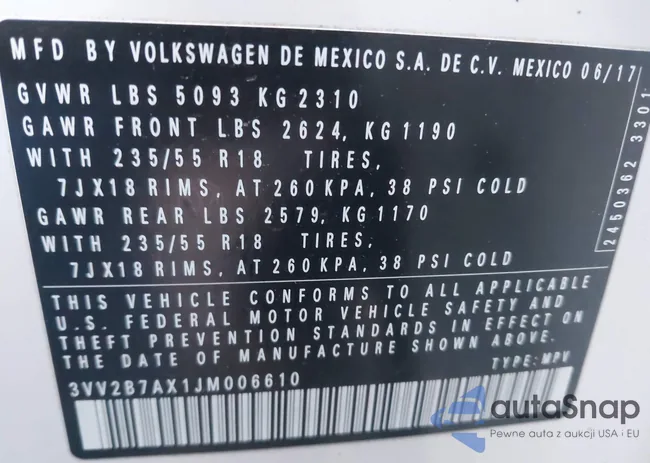 MFD BY VOLKSWAGEN DE MEXICO S.A. DE C.V. MEXICO 06/17
GVWR LBS 5093 KG 2310
GAWR FRONT LBS 2624, KG 1190
WITH 235/55 R18 TIRES,
7JX18 RIMS, AT 260 KPA, 38 PSI COLD
GAWR REAR LBS 2579, KG 1170
WITH 235/55 R18 TIRES,
7JX18 RIMS, AT 260 KPA, 38 PSI COLD
2450362 3301
THIS VEHICLE CONFORMS TO ALL APPLICABLE
U.S. FEDERAL MOTOR VEHICLE SAFETY AND
THEFT PREVENTION STANDARDS IN EFFECT ON
THE DATE OF MANUFACTURE SHOWN ABOVE.
3VV2B7AX1JM006610 TYPE: MPV
autaSnap
Pewne auta z aukcji USA i EU